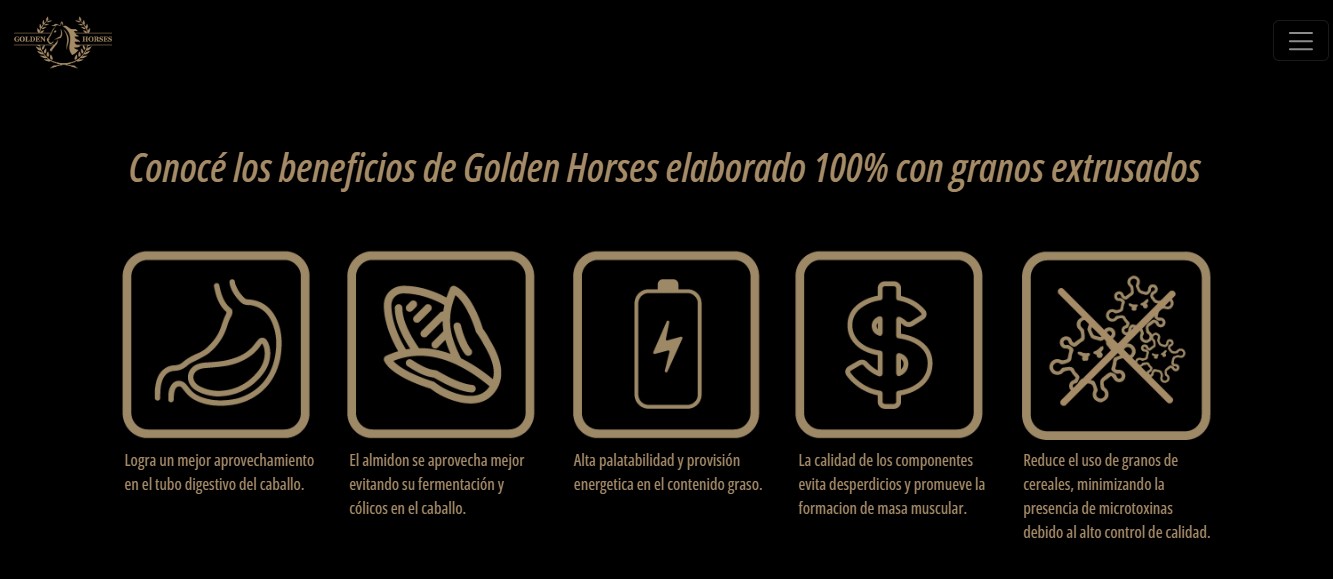 GOLDEN HORSES
Conocé los beneficios de Golden Horses elaborado 100% con granos extrusados
Logra un mejor aprovechamiento
en el tubo digestivo del caballo.
El almidon se aprovecha mejor
evitando su fermentación y
cólicos en el caballo.
Alta palatabilidad y provisión
energetica en el contenido graso.
La calidad de los componentes
evita desperdicios y promueve la
formacion de masa muscular.
Reduce el uso de granos de
cereales, minimizando la
presencia de microtoxinas
debido al alto control de calidad.